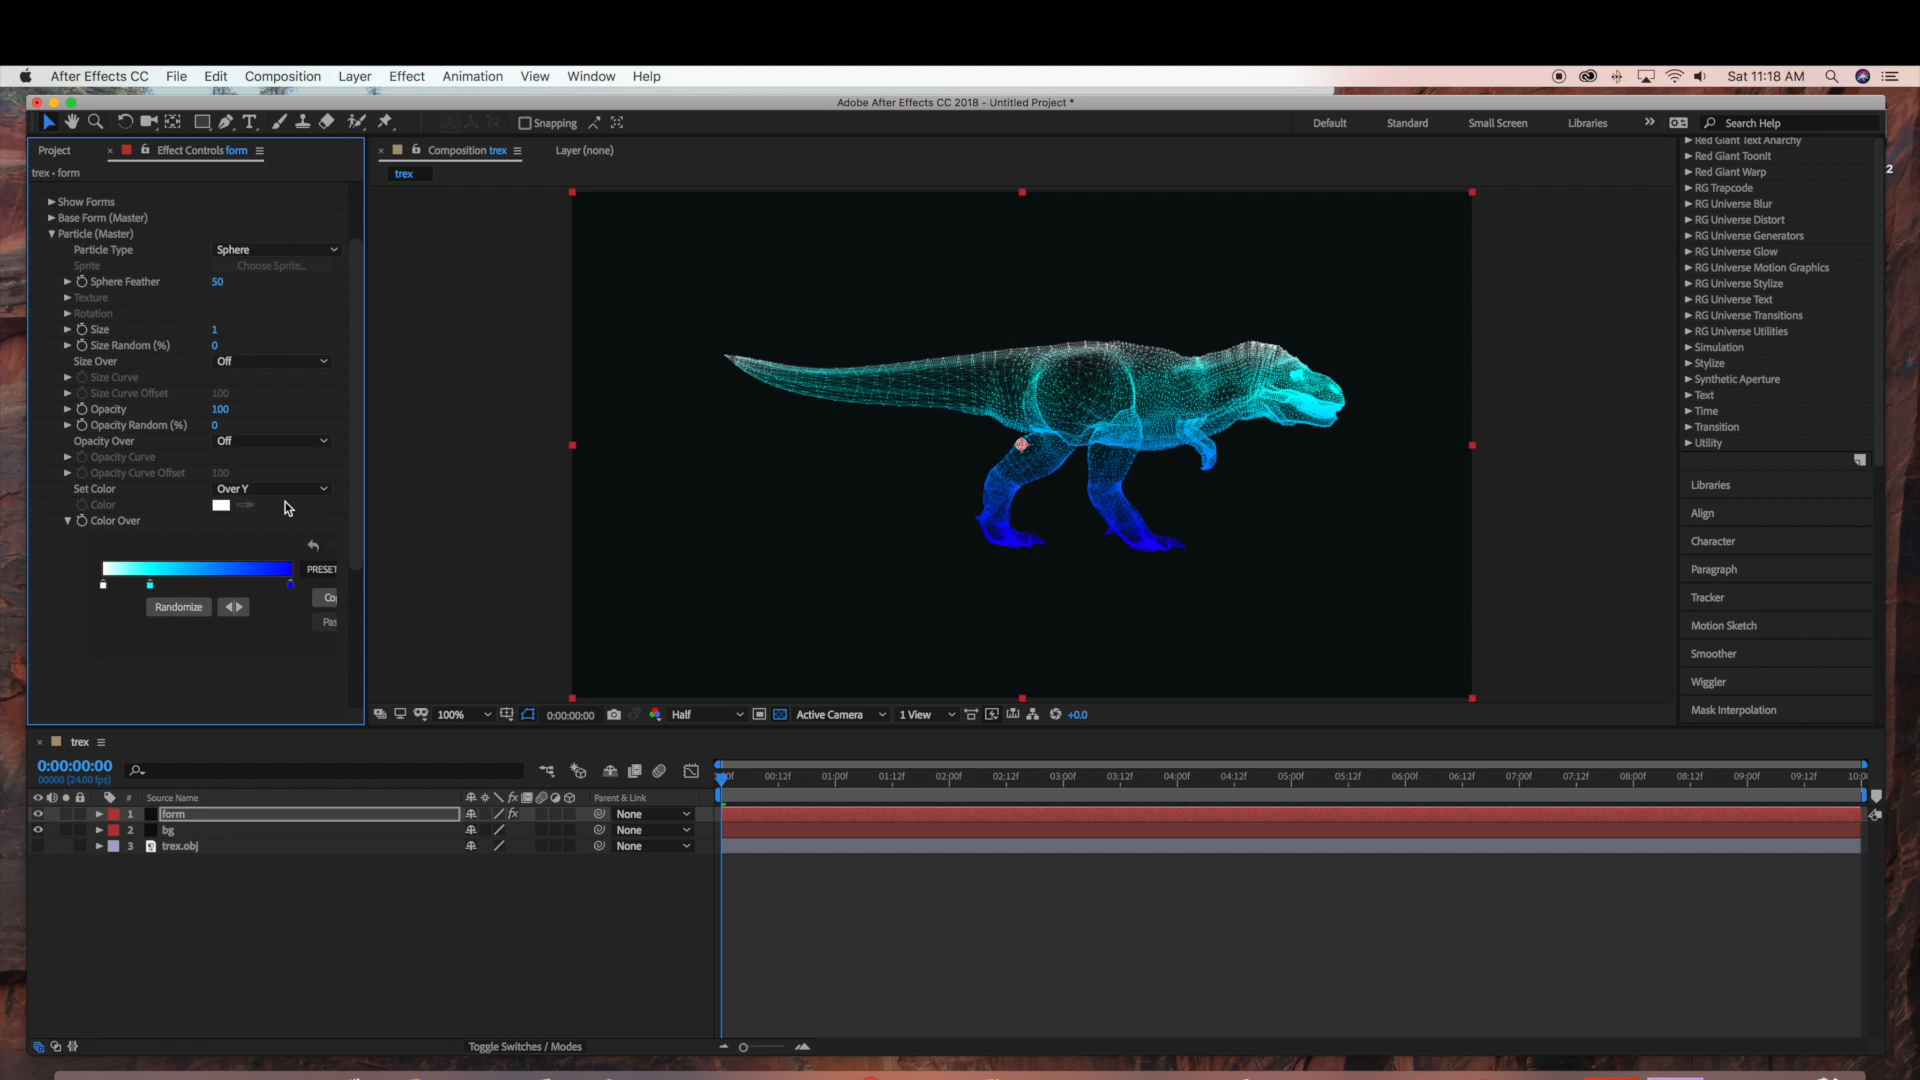 After Effects CC File Edit Composition Layer Effect Animation View Window Help Sat 11:18 AM
Adobe After Effects CC 2018 - Untitled Project *
Snapping Default Standard Small Screen Libraries Search Help
Project Effect Controls form
trex • form
Show Forms
Base Form (Master)
Particle (Master)
Particle Type Sphere
Sprite Choose Sprite...
Sphere Feather 50
Texture
Rotation
Size 1
Size Random (%) 0
Size Over Off
Size Curve
Size Curve Offset 100
Opacity 100
Opacity Random (%) 0
Opacity Over Off
Opacity Curve
Opacity Curve Offset 100
Set Color Over Y
Color
Color Over
PRESET
Co
Randomize
Pas
Composition trex Layer (none)
trex
100% 0:00:00:00 Half Active Camera 1 View +0.0
Red Giant Text Anarchy
Red Giant ToonIt
Red Giant Warp
RG Trapcode
RG Universe Blur
RG Universe Distort
RG Universe Generators
RG Universe Glow
RG Universe Motion Graphics
RG Universe Stylize
RG Universe Text
RG Universe Transitions
RG Universe Utilities
Simulation
Stylize
Synthetic Aperture
Text
Time
Transition
Utility
Libraries
Align
Character
Paragraph
Tracker
Motion Sketch
Smoother
Wiggler
Mask Interpolation
2
trex
0:00:00:00
00000 (24.00 fps)
:00f 00:12f 01:00f 01:12f 02:00f 02:12f 03:00f 03:12f 04:00f 04:12f 05:00f 05:12f 06:00f 06:12f 07:00f 07:12f 08:00f 08:12f 09:00f 09:12f 10:0
# Source Name fx Parent & Link
1 form fx None
2 bg None
3 trex.obj None
Toggle Switches / Modes